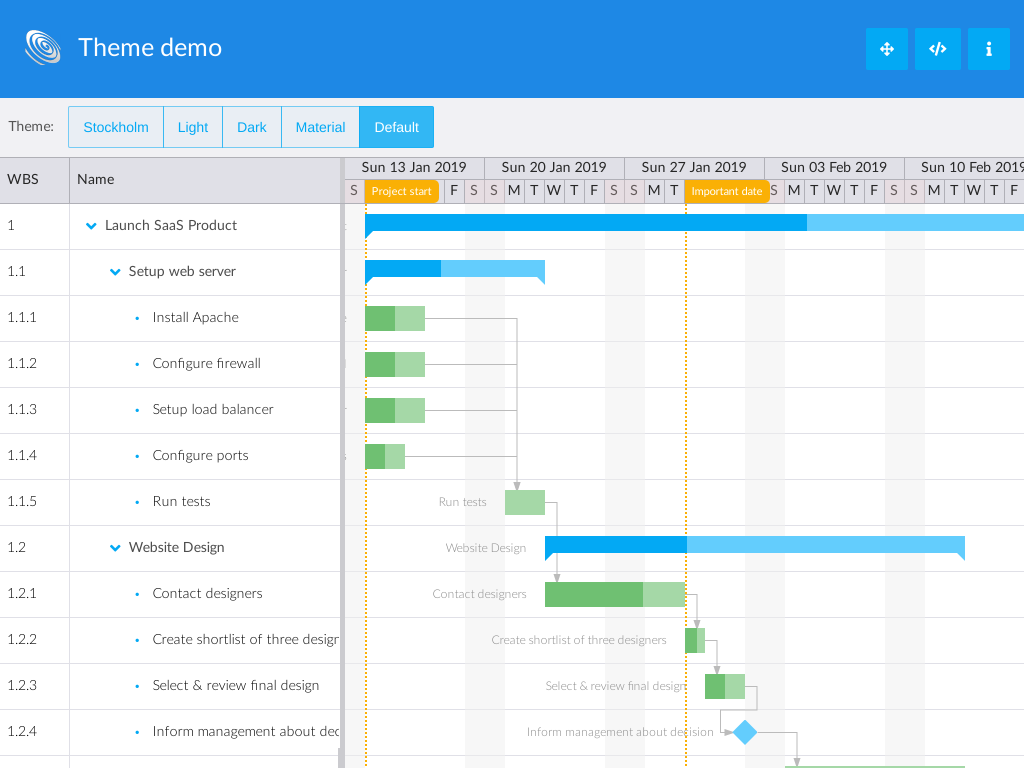 Theme demo
Theme: Stockholm Light Dark Material Default
WBS Name
Sun 13 Jan 2019 Sun 20 Jan 2019 Sun 27 Jan 2019 Sun 03 Feb 2019 Sun 10 Feb 2019
S Project start F S S M T W T F S S M T Important date S M T W T F S S M T W T F
1 Launch SaaS Product
1.1 Setup web server
1.1.1 Install Apache
1.1.2 Configure firewall
1.1.3 Setup load balancer
1.1.4 Configure ports
1.1.5 Run tests Run tests
1.2 Website Design Website Design
1.2.1 Contact designers Contact designers
1.2.2 Create shortlist of three design Create shortlist of three designers
1.2.3 Select & review final design Select & review final design
1.2.4 Inform management about dec Inform management about decision